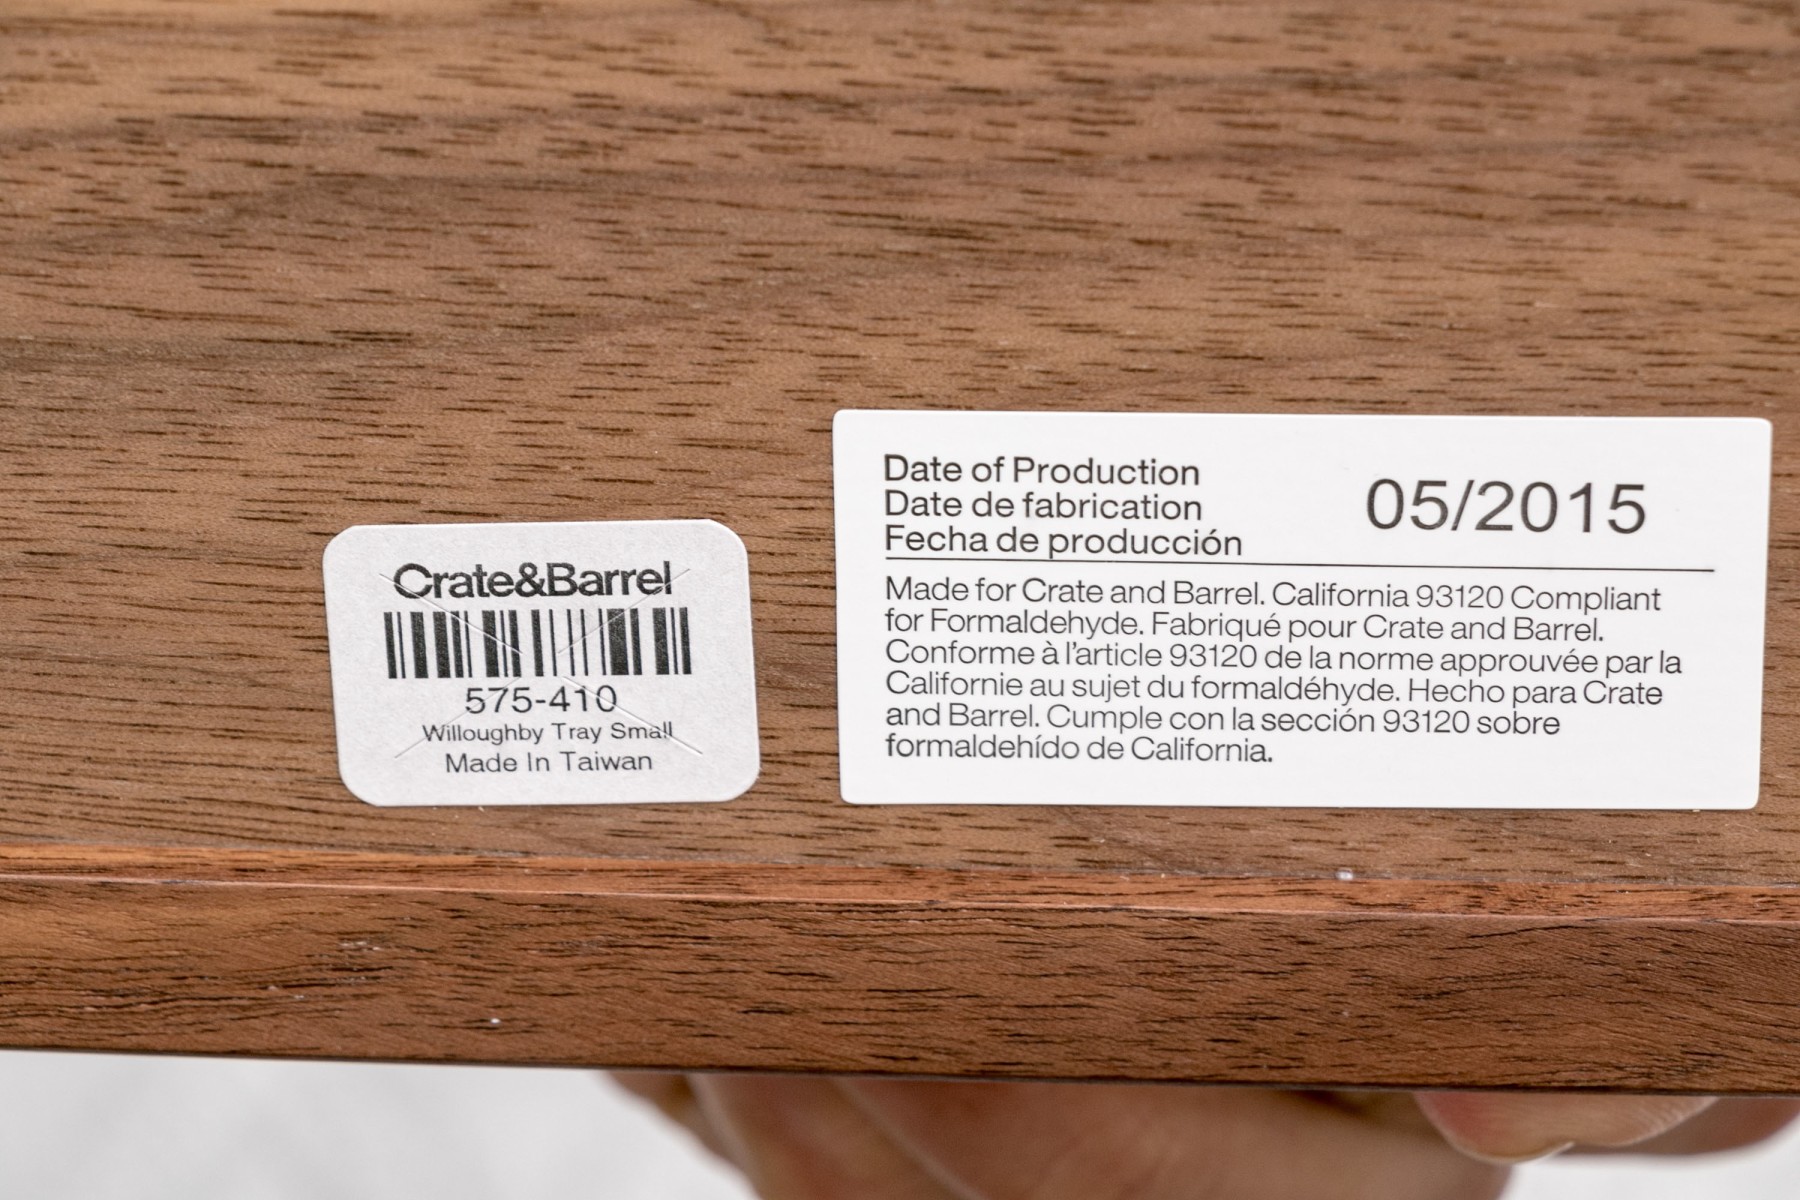 Crate&Barrel
575-410
Willoughby Tray Small
Made In Taiwan
Date of Production
Date de fabrication
Fecha de producción
05/2015
Made for Crate and Barrel. California 93120 Compliant
for Formaldehyde. Fabriqué pour Crate and Barrel.
Conforme à l'article 93120 de la norme approuvée par la
Californie au sujet du formaldéhyde. Hecho para Crate
and Barrel. Cumple con la sección 93120 sobre
formaldehído de California.